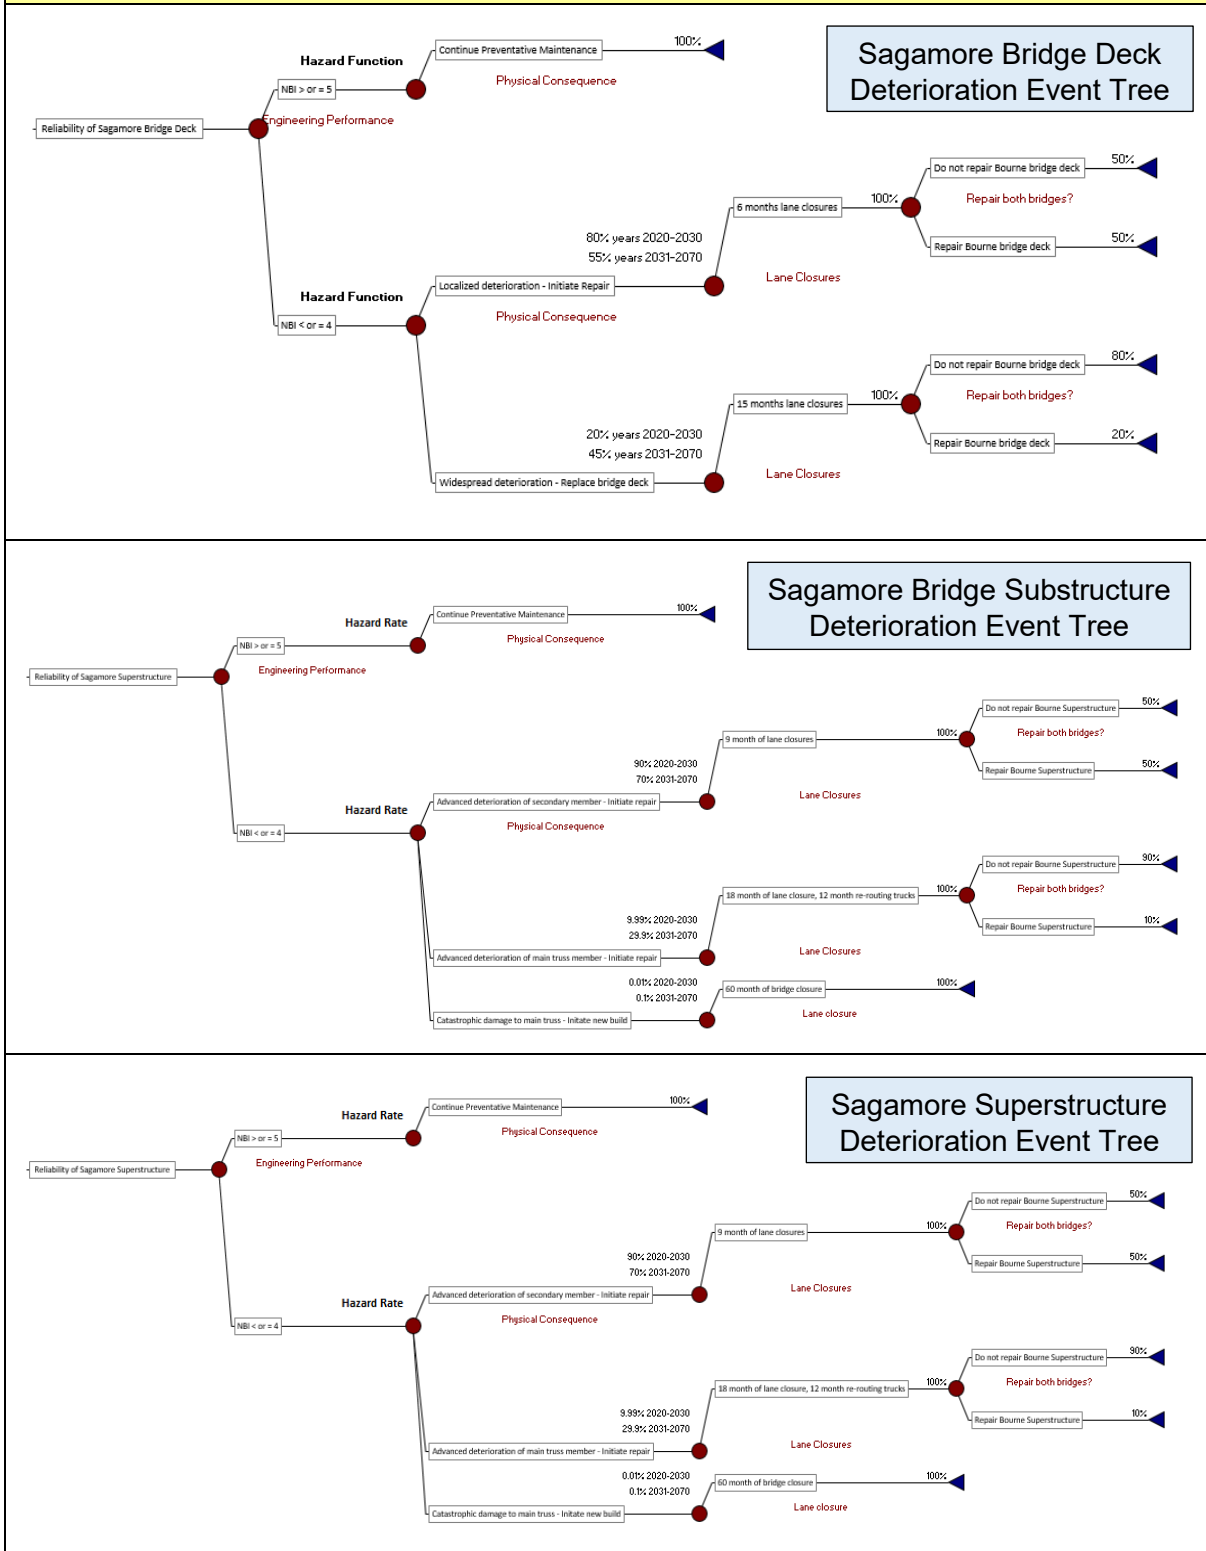 Sagamore Bridge Deck
Deterioration Event Tree
Continue Preventative Maintenance
100%
Hazard Function
Physical Consequence
NBI > or = 5
Engineering Performance
Reliability of Sagamore Bridge Deck
Do not repair Bourne bridge deck
50%
6 months lane closures
100%
Repair both bridges?
80% years 2020-2030
55% years 2031-2070
Repair Bourne bridge deck
50%
Lane Closures
Hazard Function
Localized deterioration - Initiate Repair
Physical Consequence
NBI < or = 4
Do not repair Bourne bridge deck
80%
15 months lane closures
100%
Repair both bridges?
20% years 2020-2030
45% years 2031-2070
Repair Bourne bridge deck
20%
Lane Closures
Widespread deterioration - Replace bridge deck
Sagamore Bridge Substructure
Deterioration Event Tree
Continue Preventative Maintenance
100%
Hazard Rate
Physical Consequence
NBI > or = 5
Engineering Performance
Reliability of Sagamore Superstructure
Do not repair Bourne Superstructure
50%
9 month of lane closures
100%
Repair both bridges?
90% 2020-2030
70% 2031-2070
Repair Bourne Superstructure
50%
Lane Closures
Hazard Rate
Advanced deterioration of secondary member - Initiate repair
Physical Consequence
NBI < or = 4
Do not repair Bourne Superstructure
90%
18 month of lane closure, 12 month re-routing trucks
100%
Repair both bridges?
9.99% 2020-2030
29.9% 2031-2070
Repair Bourne Superstructure
10%
Lane Closures
Advanced deterioration of main truss member - Initiate repair
0.01% 2020-2030
0.1% 2031-2070
60 month of bridge closure
100%
Lane closure
Catastrophic damage to main truss - Initate new build
Sagamore Superstructure
Deterioration Event Tree
Continue Preventative Maintenance
100%
Hazard Rate
Physical Consequence
NBI > or = 5
Engineering Performance
Reliability of Sagamore Superstructure
Do not repair Bourne Superstructure
50%
9 month of lane closures
100%
Repair both bridges?
90% 2020-2030
70% 2031-2070
Repair Bourne Superstructure
50%
Lane Closures
Hazard Rate
Advanced deterioration of secondary member - Initiate repair
Physical Consequence
NBI < or = 4
Do not repair Bourne Superstructure
90%
18 month of lane closure, 12 month re-routing trucks
100%
Repair both bridges?
9.99% 2020-2030
29.9% 2031-2070
Repair Bourne Superstructure
10%
Lane Closures
Advanced deterioration of main truss member - Initiate repair
0.01% 2020-2030
0.1% 2031-2070
60 month of bridge closure
100%
Lane closure
Catastrophic damage to main truss - Initate new build